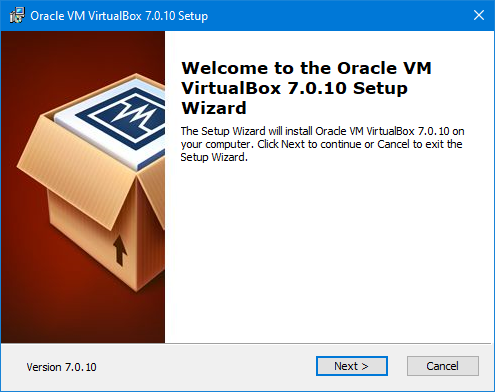 Oracle VM VirtualBox 7.0.10 Setup
Welcome to the Oracle VM
VirtualBox 7.0.10 Setup
Wizard
The Setup Wizard will install Oracle VM VirtualBox 7.0.10 on
your computer. Click Next to continue or Cancel to exit the
Setup Wizard.
Version 7.0.10
Next >
Cancel